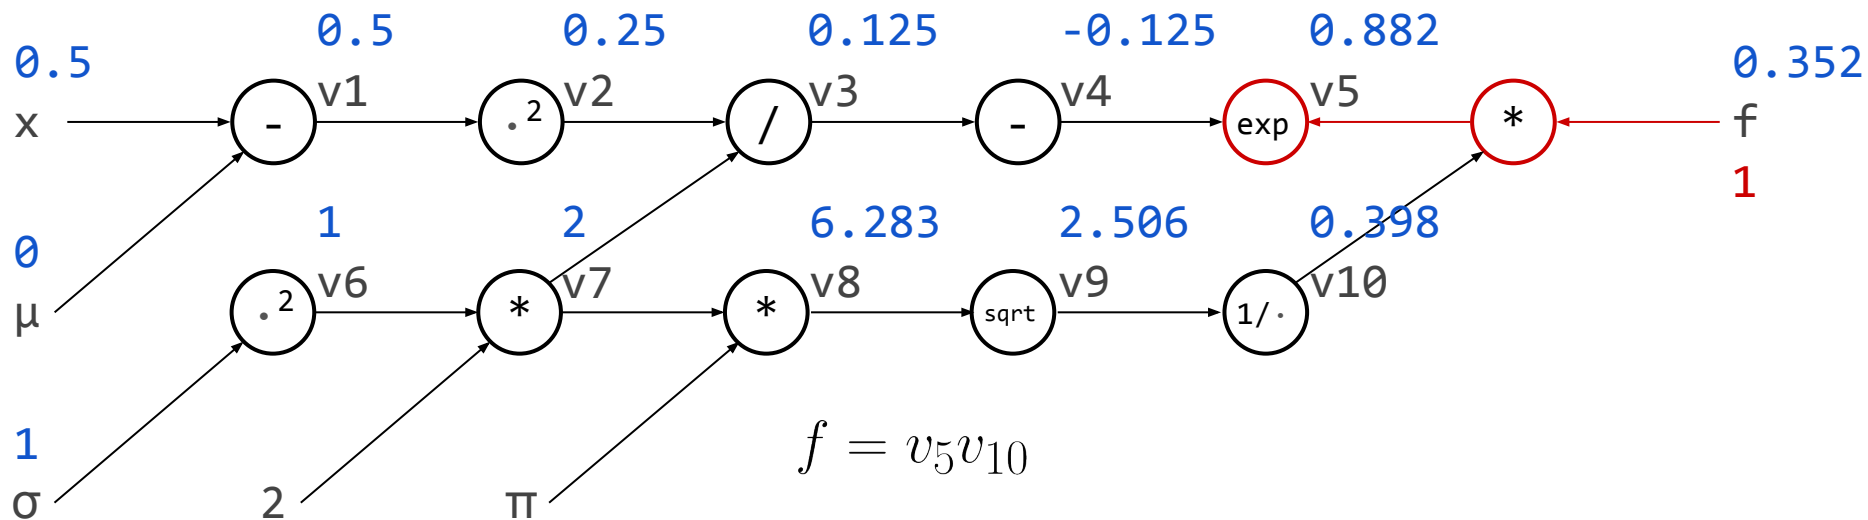 0.5 0.25 0.125 -0.125 0.882
0.5 0.352
v1 v2 v3 v4 v5
x - .² / - exp * f
1
1 2 6.283 2.506 0.398
0
v6 v7 v8 v9 v10
μ .² * * sqrt 1/·
1 f = v₅v₁₀
σ 2 π